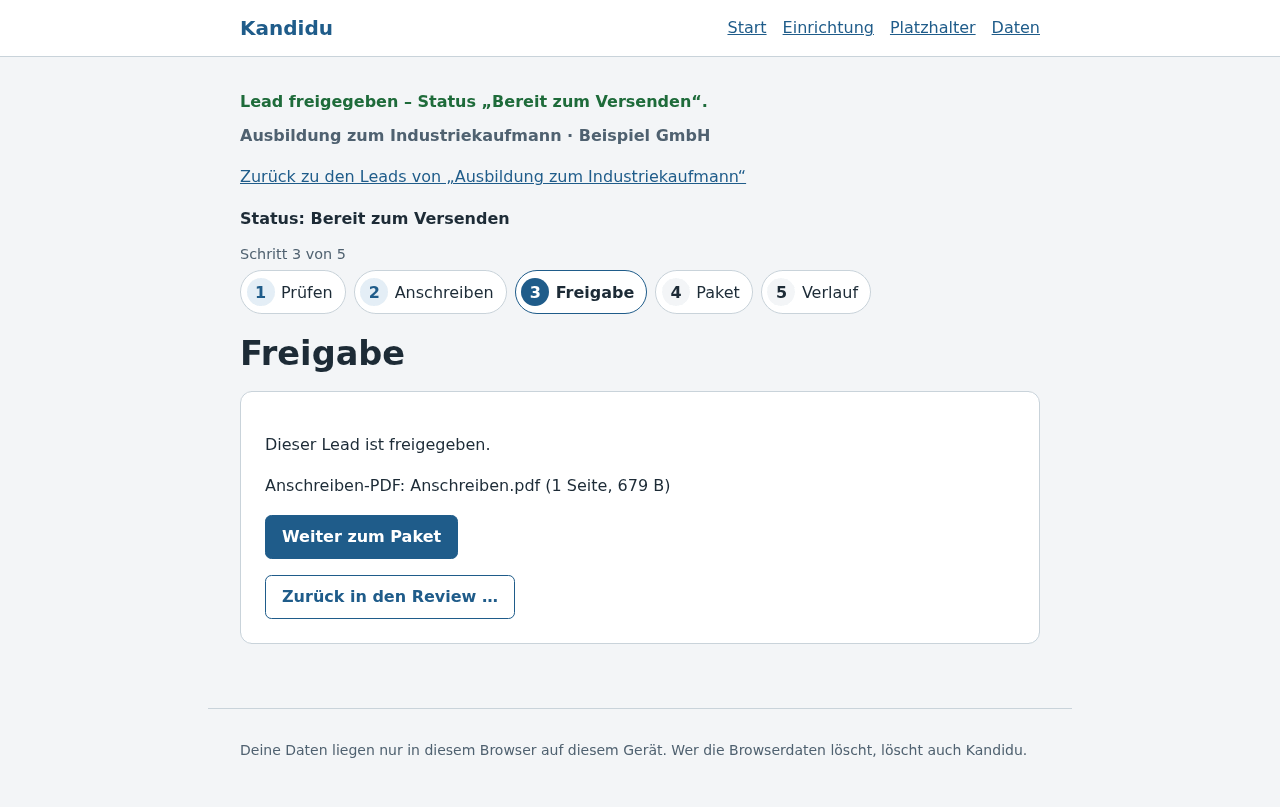 Kandidu
Start Einrichtung Platzhalter Daten
Lead freigegeben – Status „Bereit zum Versenden“.
Ausbildung zum Industriekaufmann · Beispiel GmbH
Zurück zu den Leads von „Ausbildung zum Industriekaufmann“
Status: Bereit zum Versenden
Schritt 3 von 5
1 Prüfen 2 Anschreiben 3 Freigabe 4 Paket 5 Verlauf
Freigabe
Dieser Lead ist freigegeben.
Anschreiben-PDF: Anschreiben.pdf (1 Seite, 679 B)
Weiter zum Paket
Zurück in den Review …
Deine Daten liegen nur in diesem Browser auf diesem Gerät. Wer die Browserdaten löscht, löscht auch Kandidu.